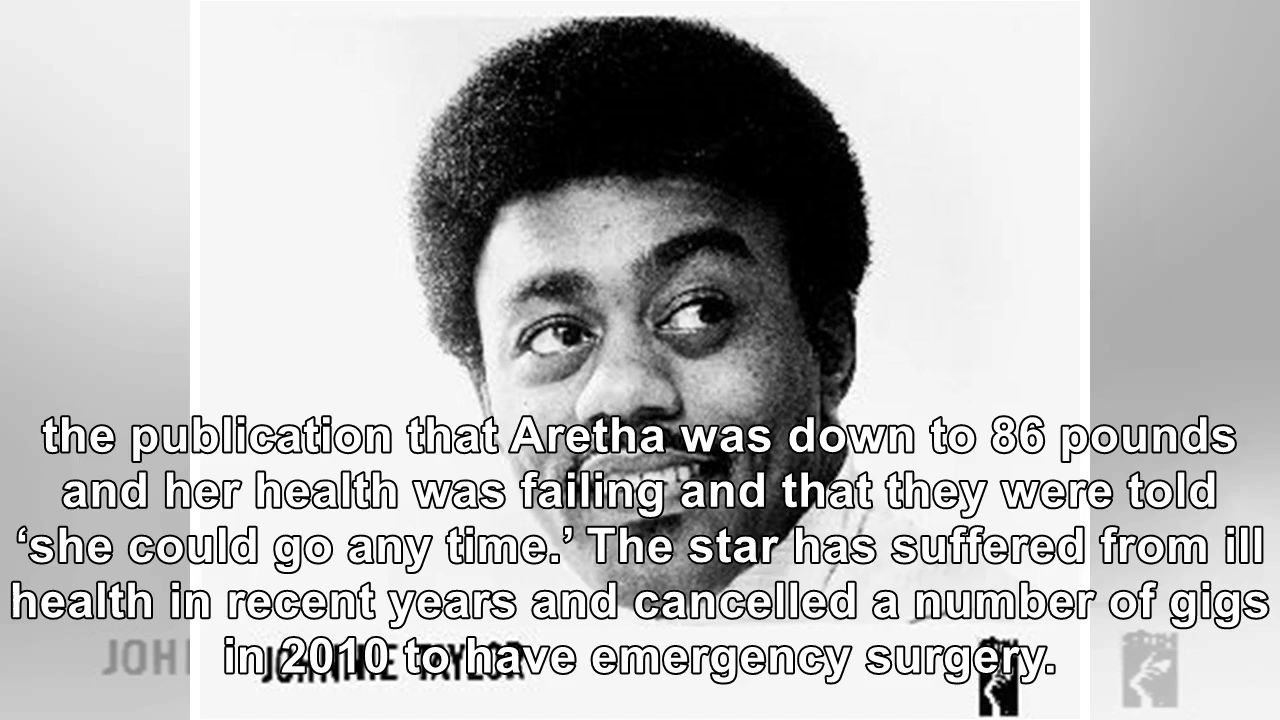 the publication that Aretha was down to 86 pounds
and her health was failing and that they were told
‘she could go any time.’ The star has suffered from ill
health in recent years and cancelled a number of gigs
in 2010 to have emergency surgery.
JOHNNIE TAYLOR